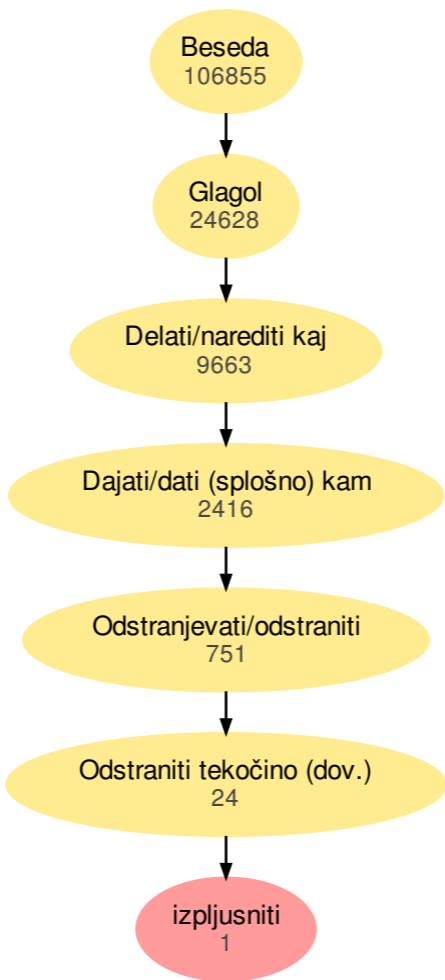 Beseda
106855
Glagol
24628
Delati/narediti kaj
9663
Dajati/dati (splošno) kam
2416
Odstranjevati/odstraniti
751
Odstraniti tekočino (dov.)
24
izpljusniti
1